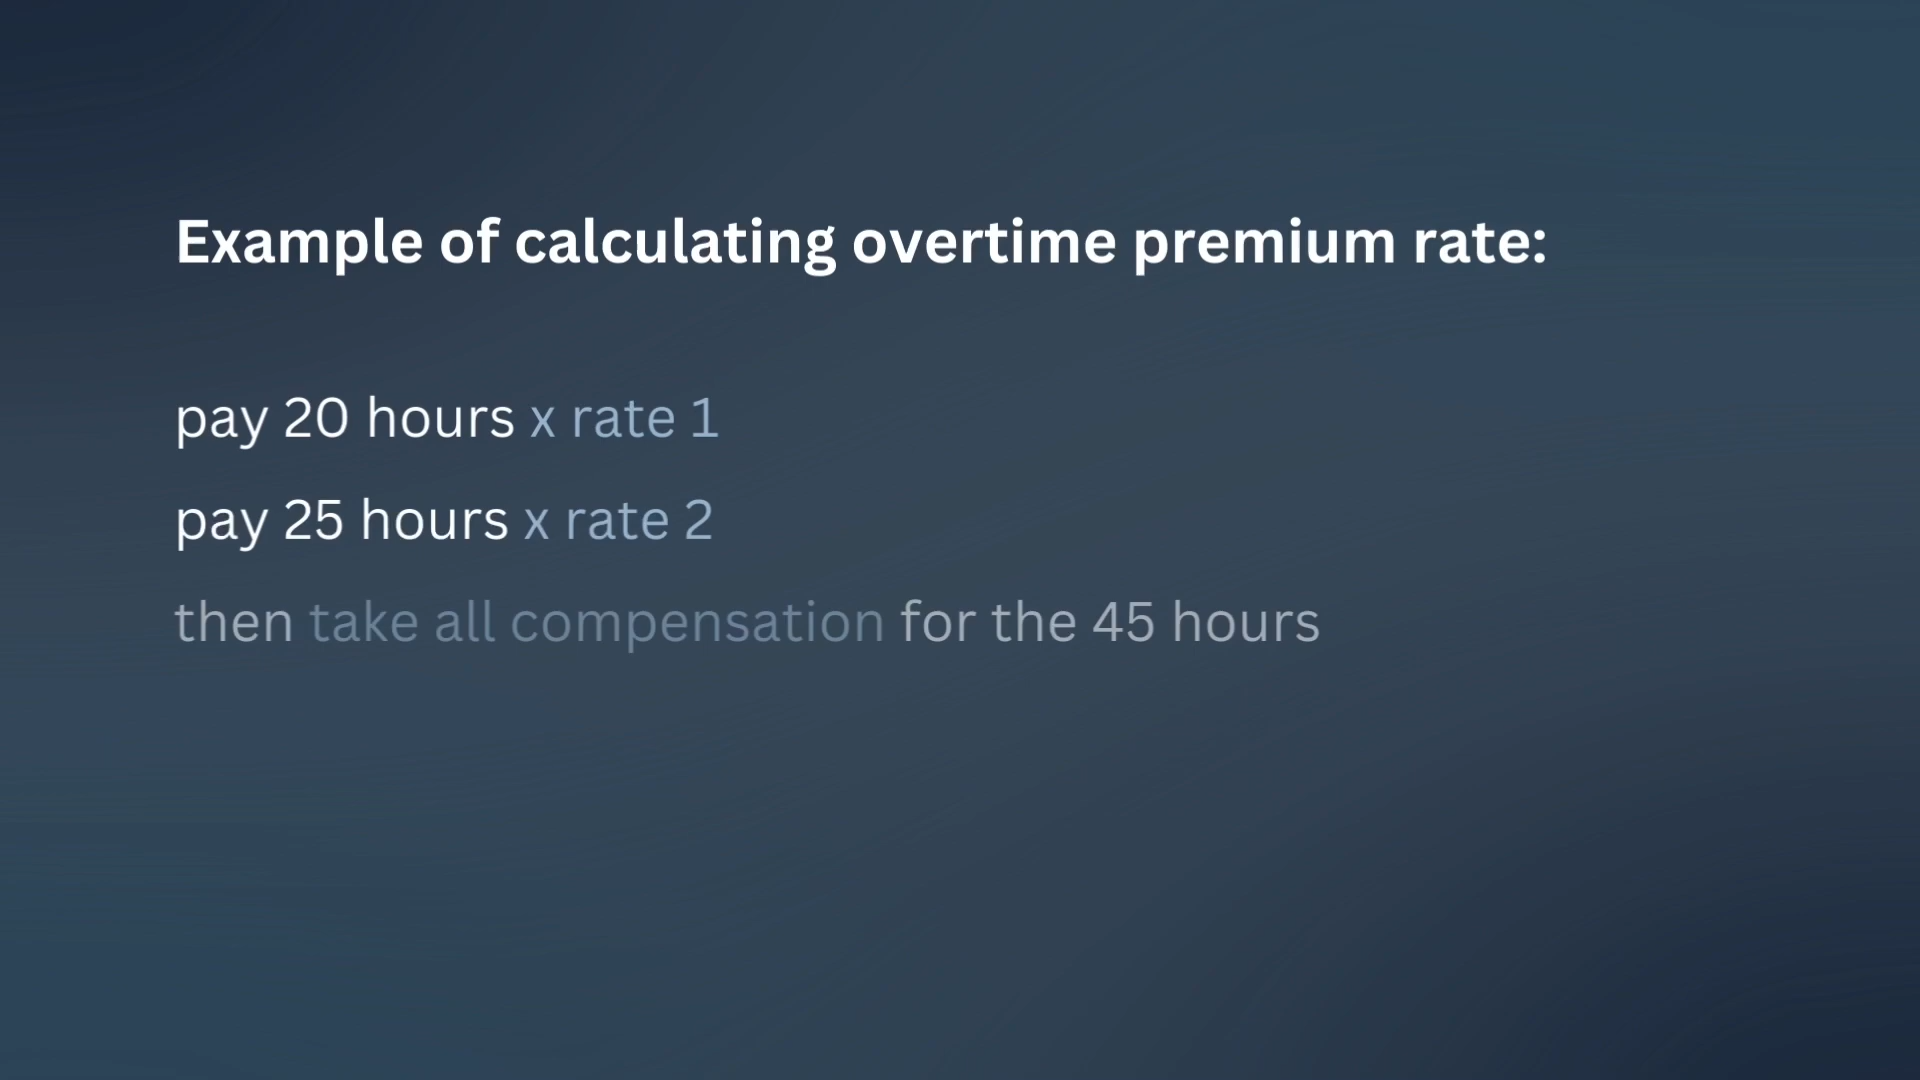 Example of calculating overtime premium rate:
pay 20 hours x rate 1
pay 25 hours x rate 2
then take all compensation for the 45 hours